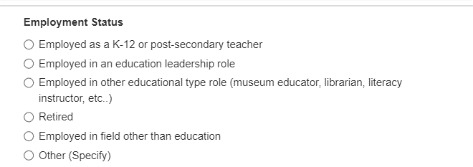 Employment Status
Employed as a K-12 or post-secondary teacher
Employed in an education leadership role
Employed in other educational type role (museum educator, librarian, literacy
instructor, etc..)
Retired
Employed in field other than education
Other (Specify)